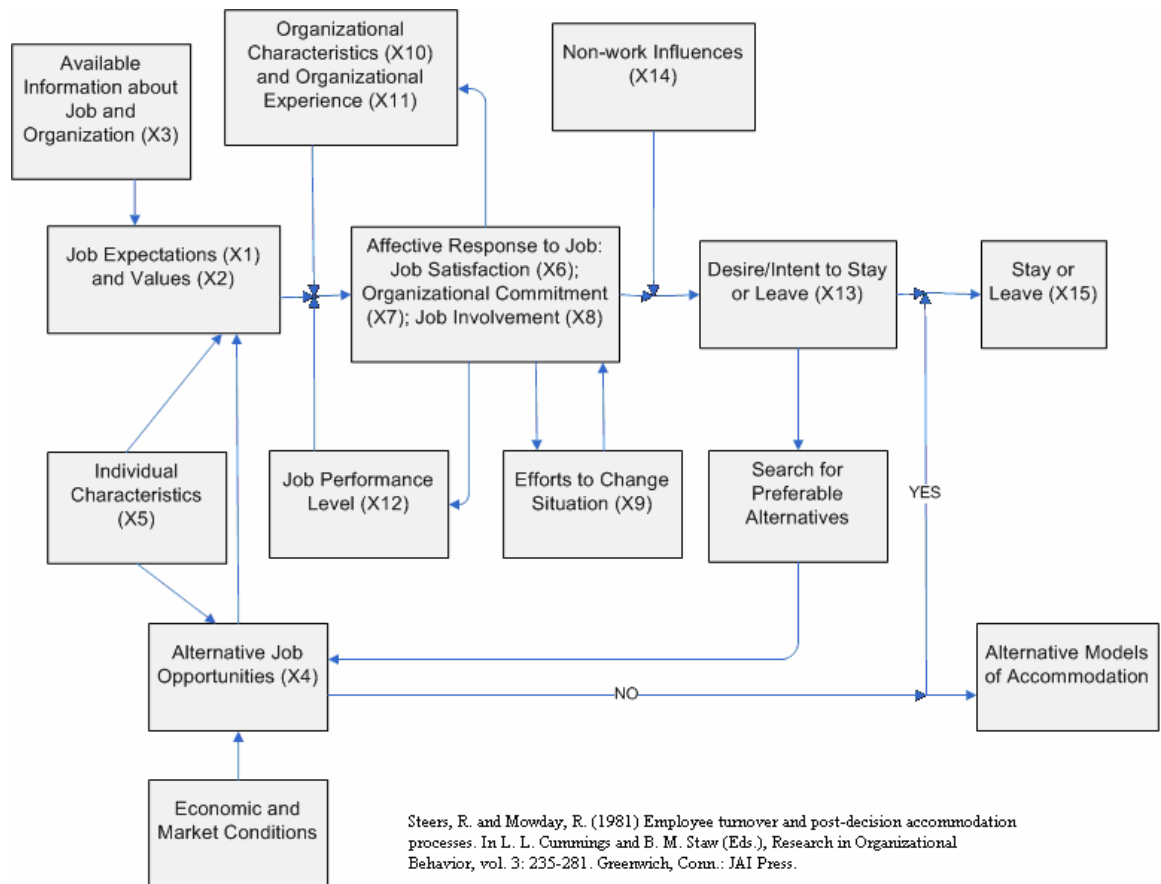 Available
Information about
Job and
Organization (X3)
Organizational
Characteristics (X10)
and Organizational
Experience (X11)
Non-work Influences
(X14)
Job Expectations (X1)
and Values (X2)
Affective Response to Job:
Job Satisfaction (X6);
Organizational Commitment
(X7); Job Involvement (X8)
Desire/Intent to Stay
or Leave (X13)
Stay or
Leave (X15)
Individual
Characteristics
(X5)
Job Performance
Level (X12)
Efforts to Change
Situation (X9)
Search for
Preferable
Alternatives
YES
Alternative Job
Opportunities (X4)
NO
Alternative Models
of Accommodation
Economic and
Market Conditions
Steers, R. and Mowday, R. (1981) Employee turnover and post-decision accommodation
processes. In L. L. Cummings and B. M. Staw (Eds.), Research in Organizational
Behavior, vol. 3: 235-281. Greenwich, Conn.: JAI Press.